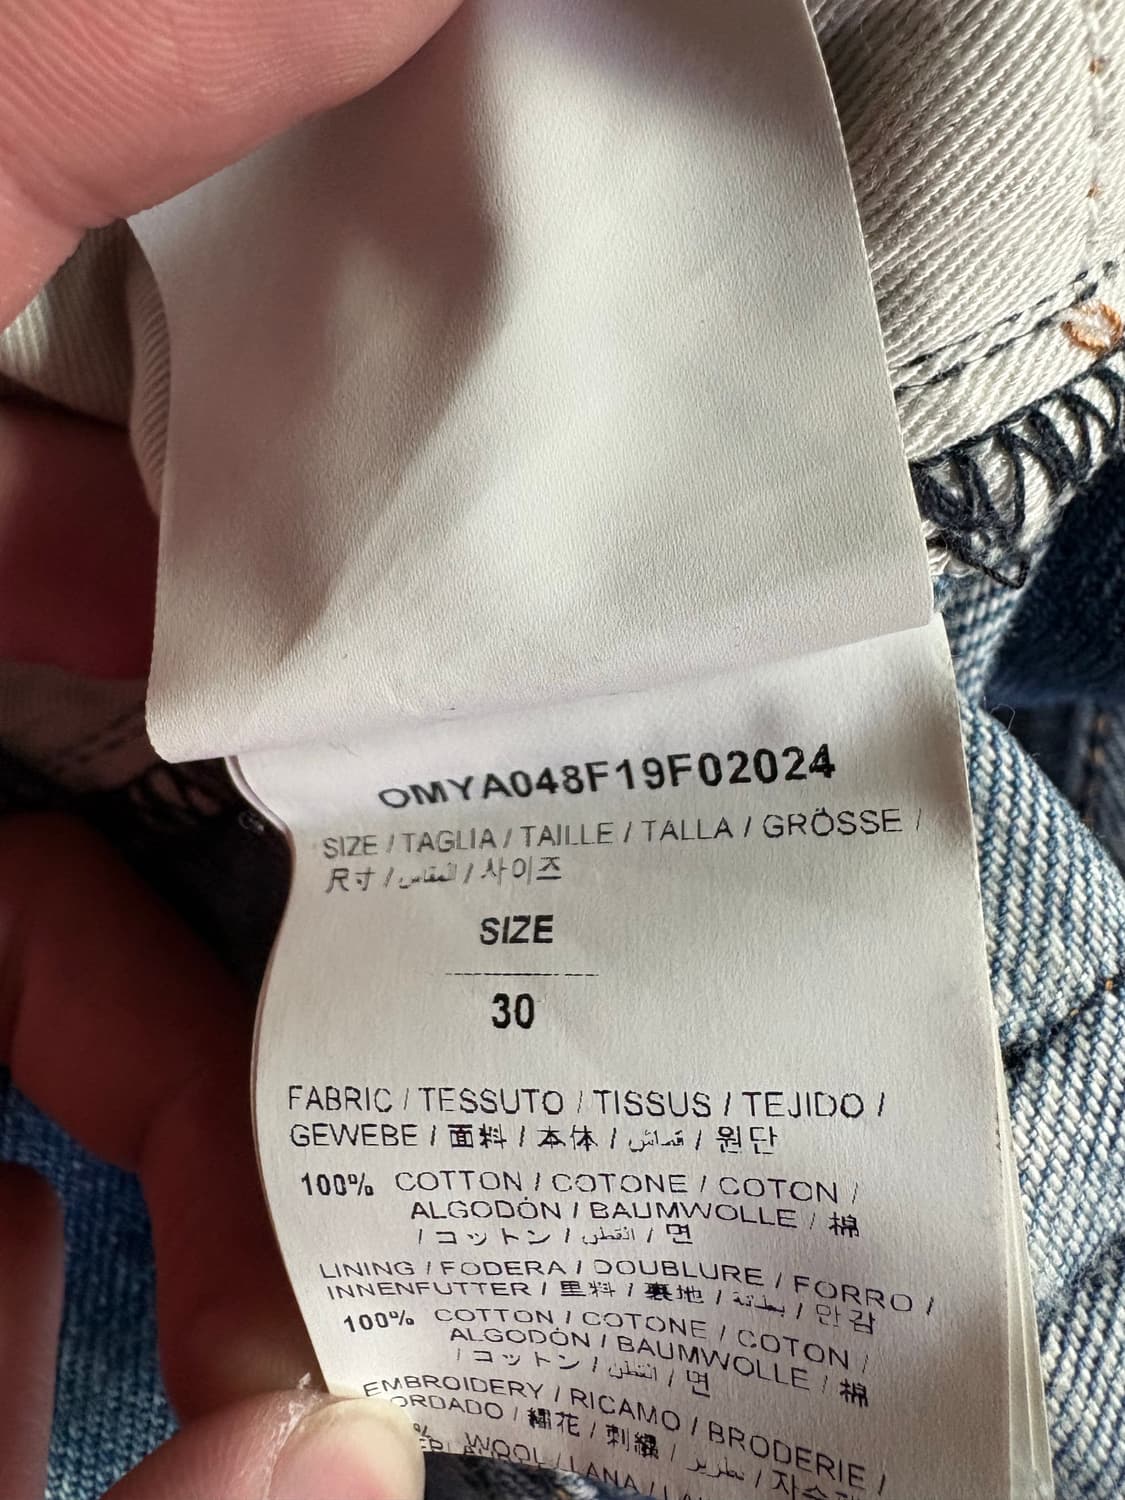 OMYA048F19F02024
SIZE / TAGLIA / TAILLE / TALLA / GRÖSSE /
尺寸 / المقاس / 사이즈
SIZE
30
FABRIC / TESSUTO / TISSUS / TEJIDO /
GEWEBE / 面料 / 本体 / قماش / 원단
100% COTTON / COTONE / COTON /
ALGODÓN / BAUMWOLLE / 棉
/ コットン / القطن / 면
LINING / FODERA / DOUBLURE / FORRO /
INNENFUTTER / 里料 / 裏地 / بطانة / 안감
100% COTTON / COTONE / COTON /
ALGODÓN / BAUMWOLLE / 棉
/ コットン / القطن / 면
EMBROIDERY / RICAMO / BRODERIE /
ORDADO / 繡花 / 刺繍 / تطريز /
% WOOL / LANA /